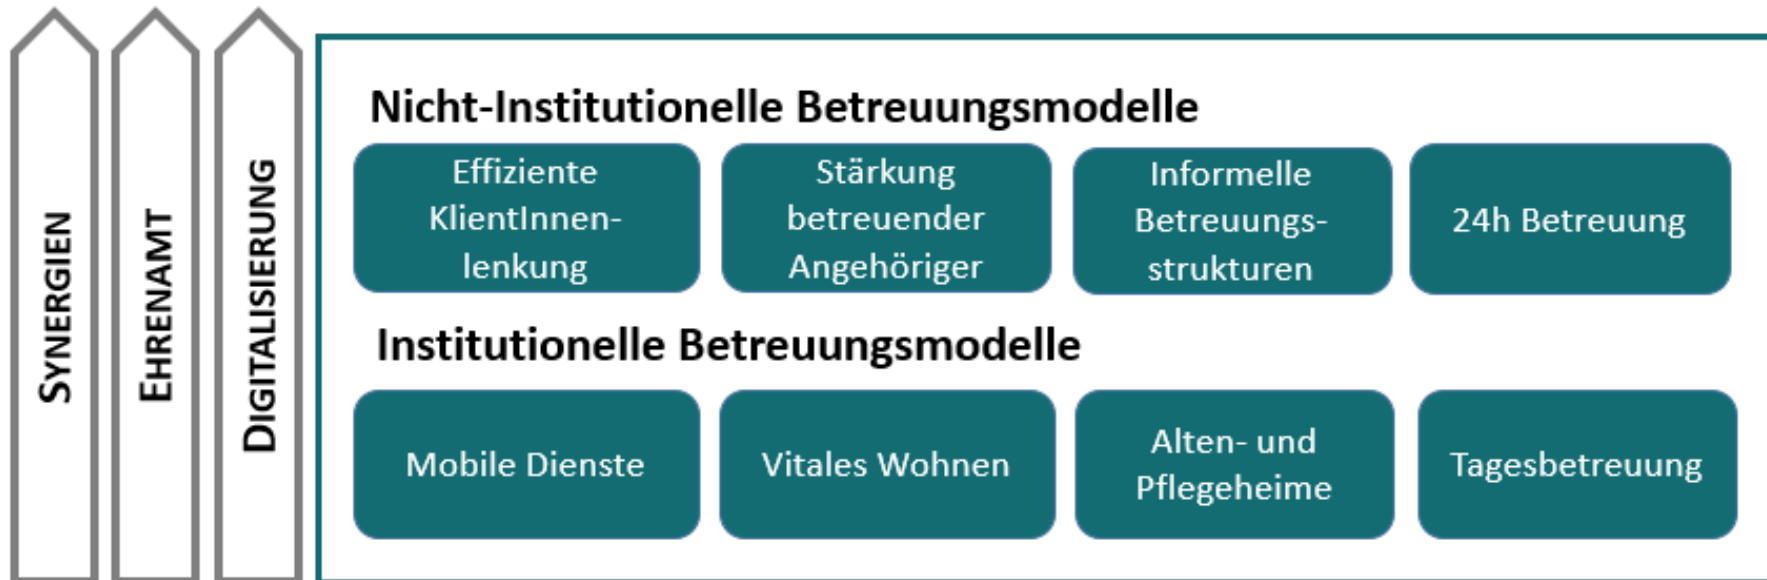 SYNERGIEN
EHRENAMT
DIGITALISIERUNG
Nicht-Institutionelle Betreuungsmodelle
Effiziente
KlientInnen-
lenkung
Stärkung
betreuender
Angehöriger
Informelle
Betreuungs-
strukturen
24h Betreuung
Institutionelle Betreuungsmodelle
Mobile Dienste
Vitales Wohnen
Alten- und
Pflegeheime
Tagesbetreuung